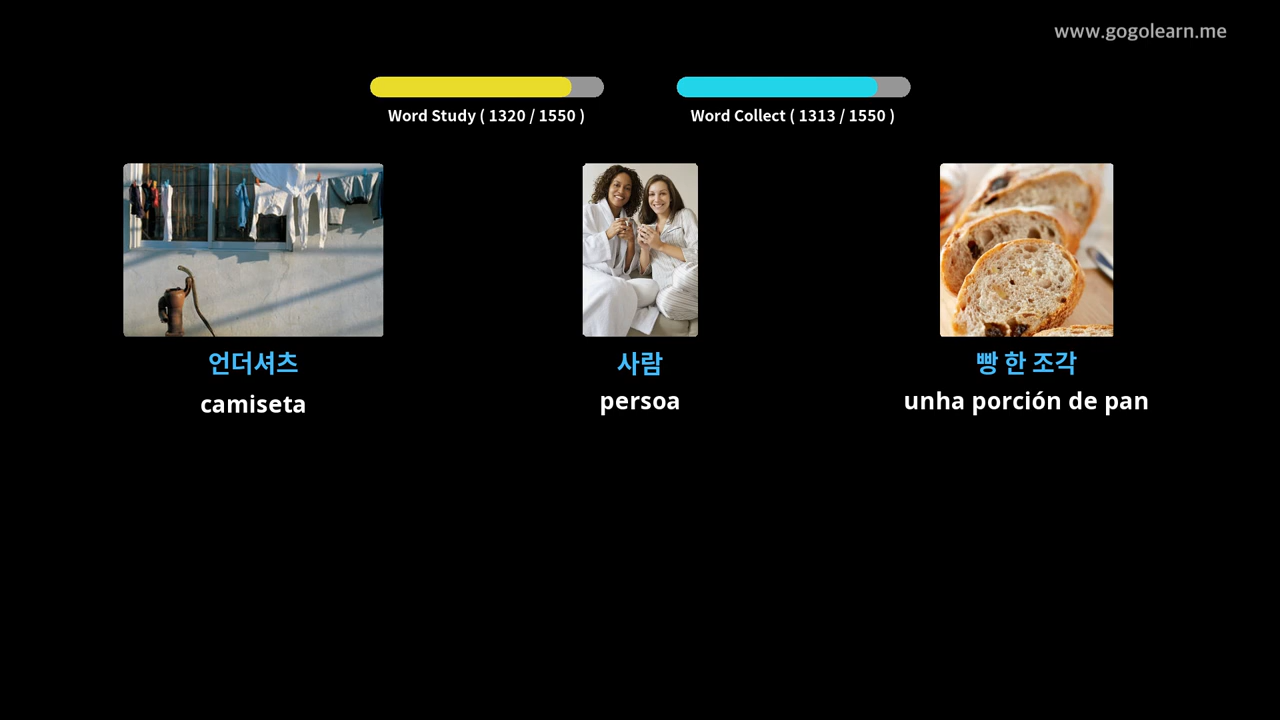 www.gogolearn.me
Word Study ( 1320 / 1550 )
Word Collect ( 1313 / 1550 )
언더셔츠
사람
빵 한 조각
camiseta
persoa
unha porción de pan